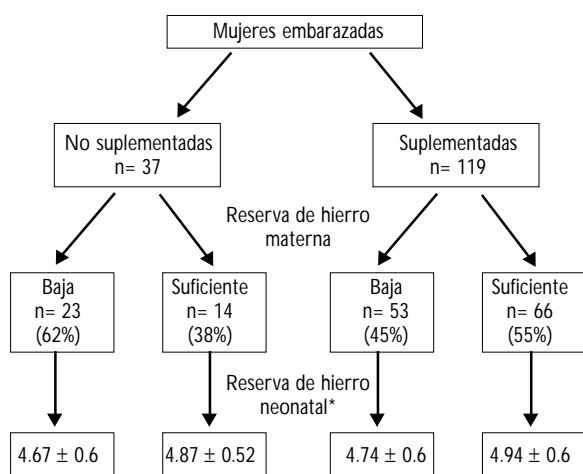 Mujeres embarazadas
No suplementadas
n= 37
Suplementadas
n= 119
Reserva de hierro
materna
Baja
n= 23
(62%)
Suficiente
n= 14
(38%)
Baja
n= 53
(45%)
Suficiente
n= 66
(55%)
Reserva de hierro
neonatal*
4.67 ± 0.6
4.87 ± 0.52
4.74 ± 0.6
4.94 ± 0.6